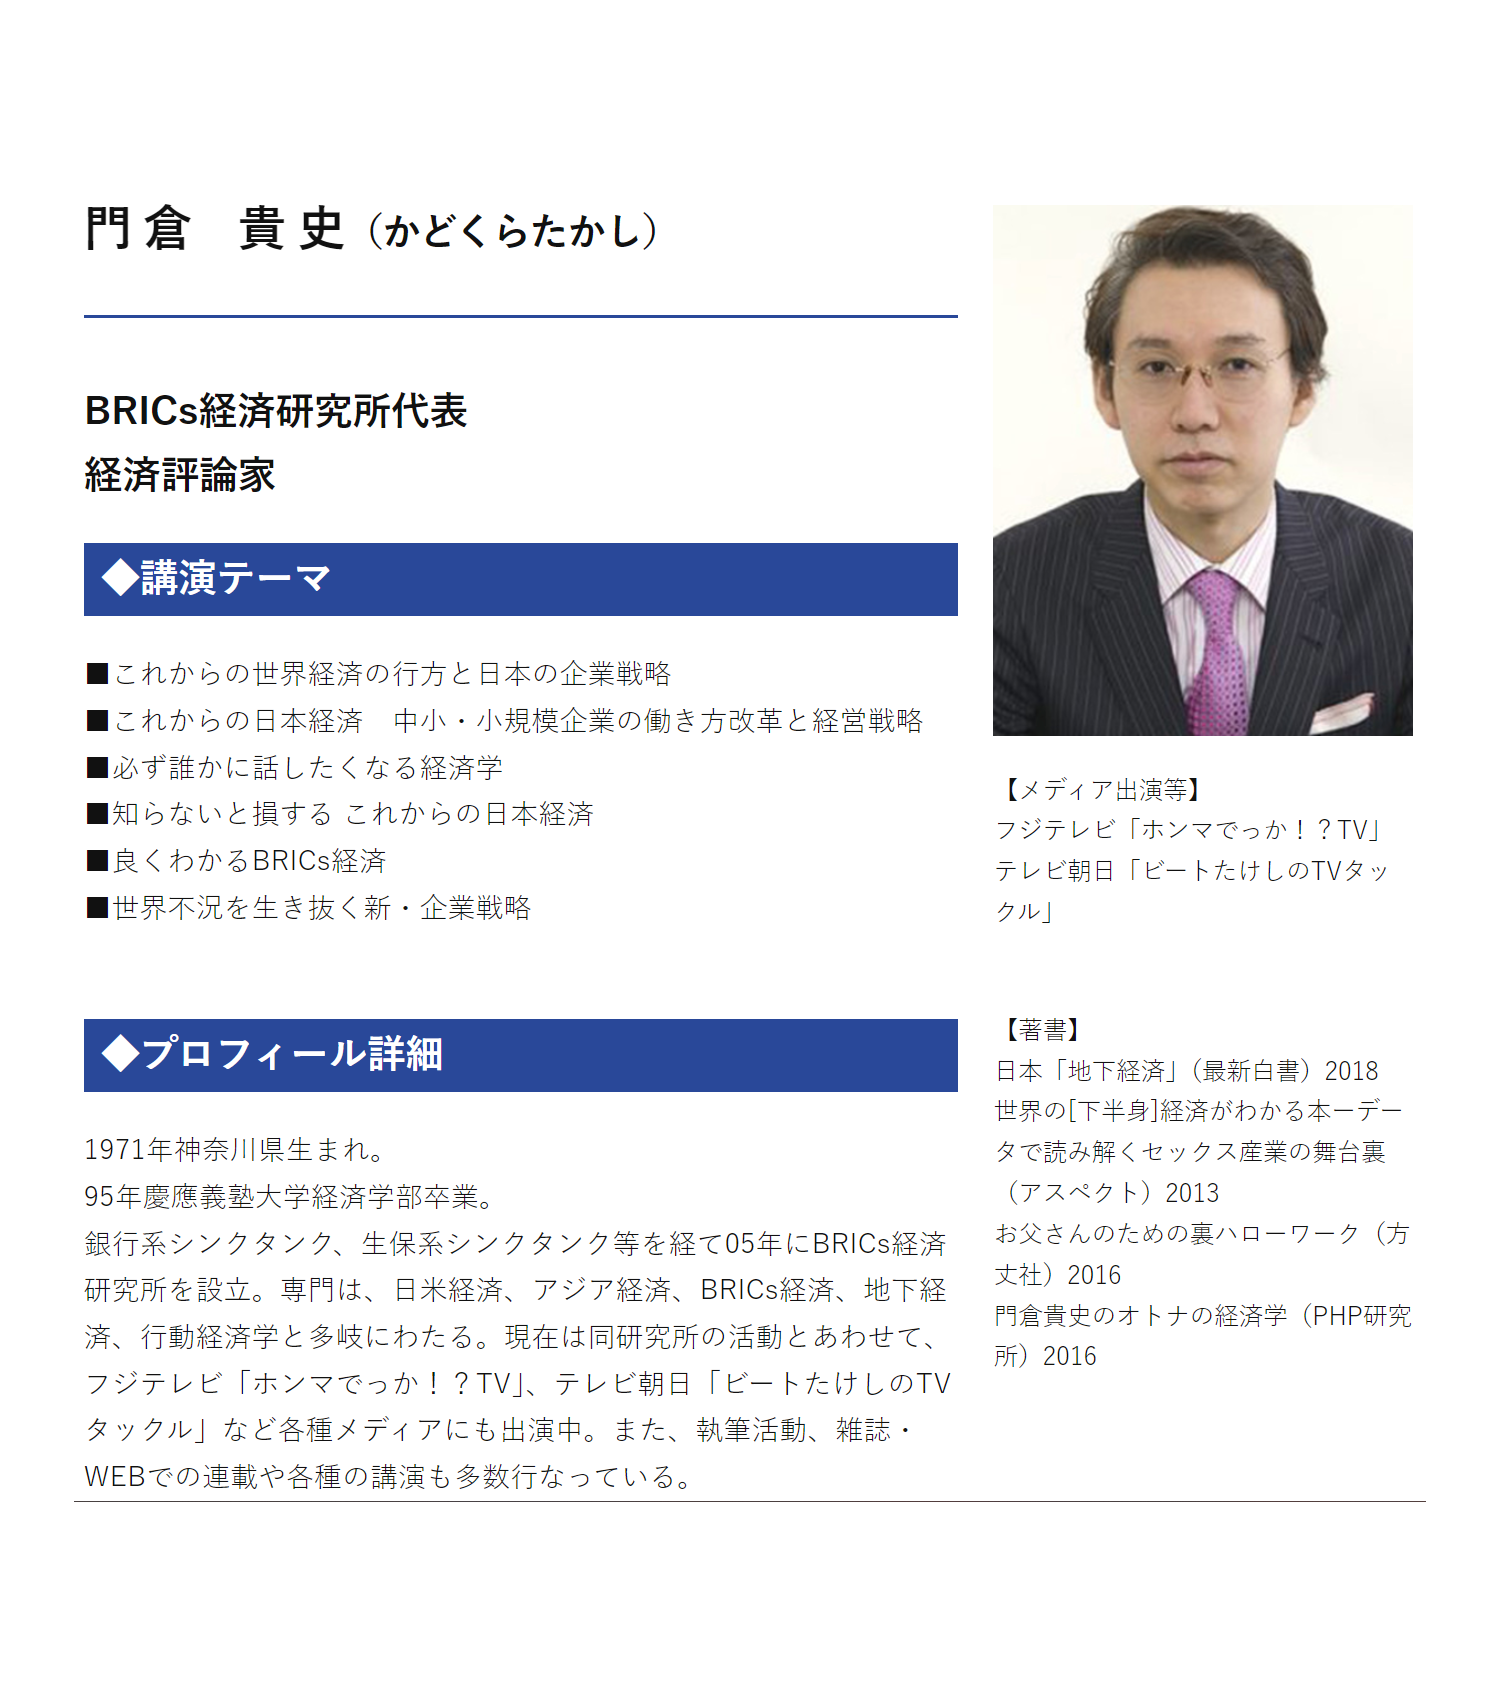 門倉　貴史（かどくらたかし）
BRICs経済研究所代表
経済評論家
◆講演テーマ
■これからの世界経済の行方と日本の企業戦略
■これからの日本経済　中小・小規模企業の働き方改革と経営戦略
■必ず誰かに話したくなる経済学
■知らないと損する これからの日本経済
■良くわかるBRICs経済
■世界不況を生き抜く新・企業戦略
◆プロフィール詳細
1971年神奈川県生まれ。
95年慶應義塾大学経済学部卒業。
銀行系シンクタンク、生保系シンクタンク等を経て05年にBRICs経済
研究所を設立。専門は、日米経済、アジア経済、BRICs経済、地下経
済、行動経済学と多岐にわたる。現在は同研究所の活動とあわせて、
フジテレビ「ホンマでっか！？TV」、テレビ朝日「ビートたけしのTV
タックル」など各種メディアにも出演中。また、執筆活動、雑誌・
WEBでの連載や各種の講演も多数行なっている。
【メディア出演等】
フジテレビ「ホンマでっか！？TV」
テレビ朝日「ビートたけしのTVタッ
クル」
【著書】
日本「地下経済」（最新白書）2018
世界の[下半身]経済がわかる本ーデー
タで読み解くセックス産業の舞台裏
（アスペクト）2013
お父さんのための裏ハローワーク（方
丈社）2016
門倉貴史のオトナの経済学（PHP研究
所）2016